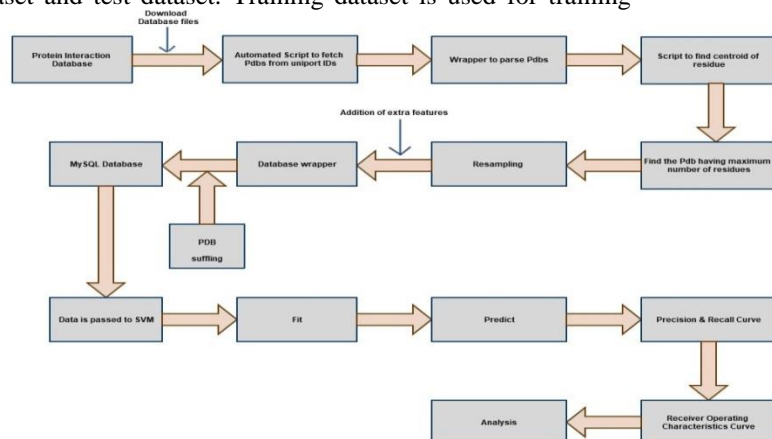 aset and test dataset. Training dataset is used for training
Download
Database files
Protein Interaction
Database
Automated Script to fetch
Pdbs from uniport IDs
Wrapper to parse Pdbs
Script to find centroid of
residue
Addition of extra features
MySQL Database
Database wrapper
Resampling
Find the Pdb having maximum
number of residues
PDB
suffling
Data is passed to SVM
Fit
Predict
Precision & Recall Curve
Analysis
Receiver Operating
Characteristics Curve